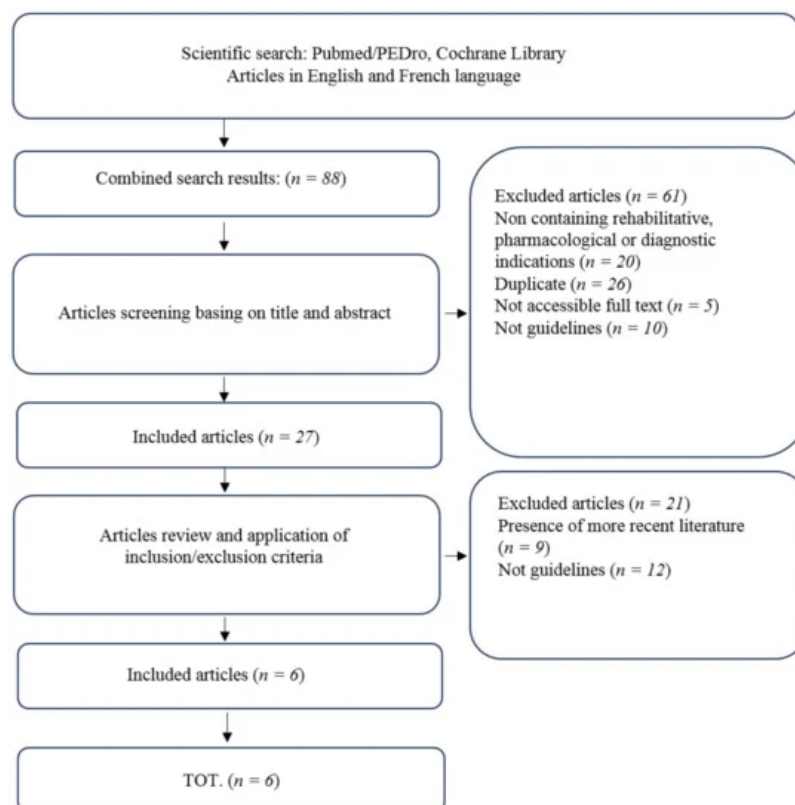 Scientific search: Pubmed/PEDro, Cochrane Library
Articles in English and French language
Combined search results: (n = 88)
Excluded articles (n = 61)
Non containing rehabilitative,
pharmacological or diagnostic
indications (n = 20)
Duplicate (n = 26)
Not accessible full text (n = 5)
Not guidelines (n = 10)
Articles screening basing on title and abstract
Included articles (n = 27)
Articles review and application of
inclusion/exclusion criteria
Excluded articles (n = 21)
Presence of more recent literature
(n = 9)
Not guidelines (n = 12)
Included articles (n = 6)
TOT. (n = 6)